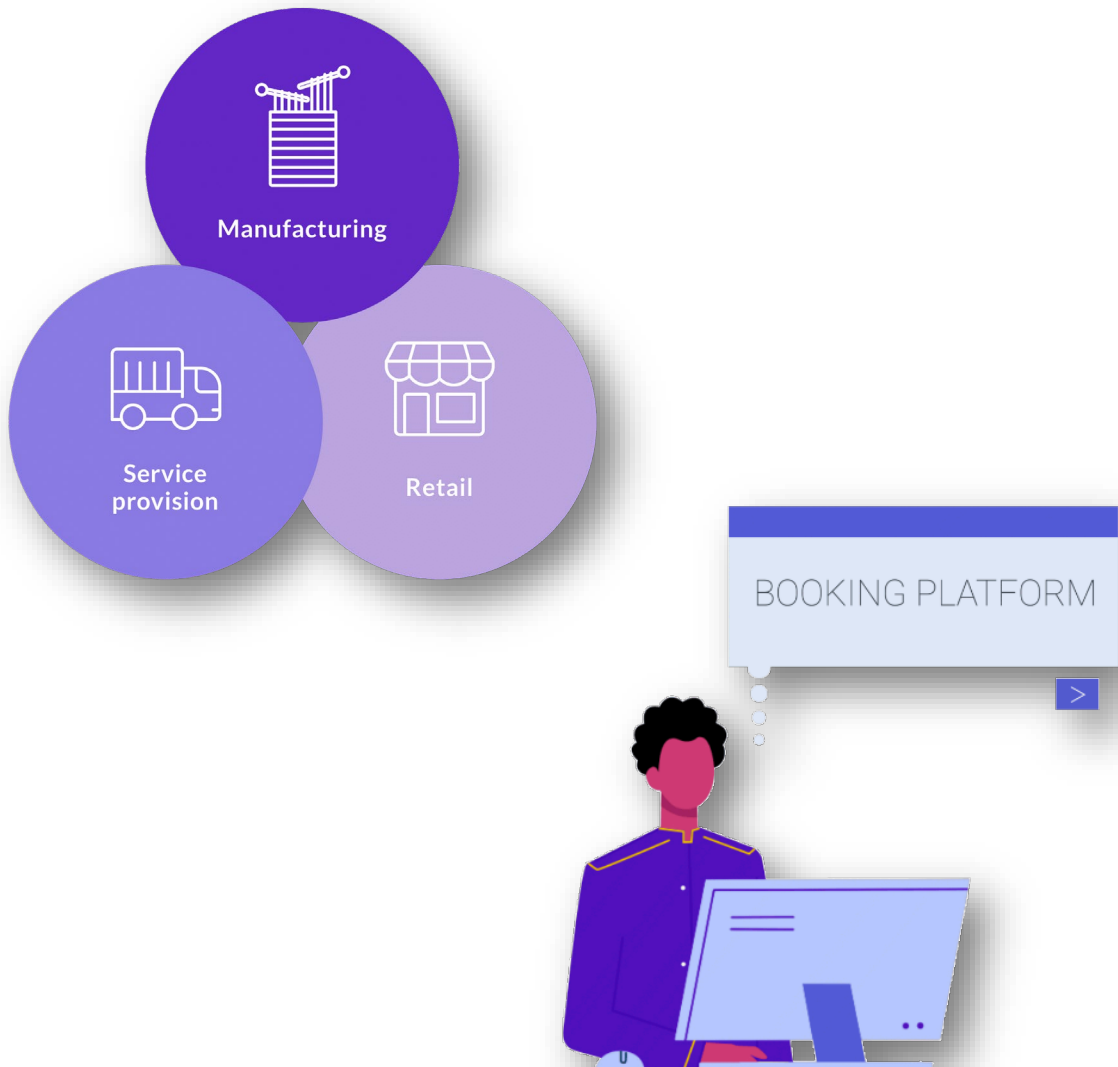 Manufacturing
Service
provision
Retail
BOOKING PLATFORM
>